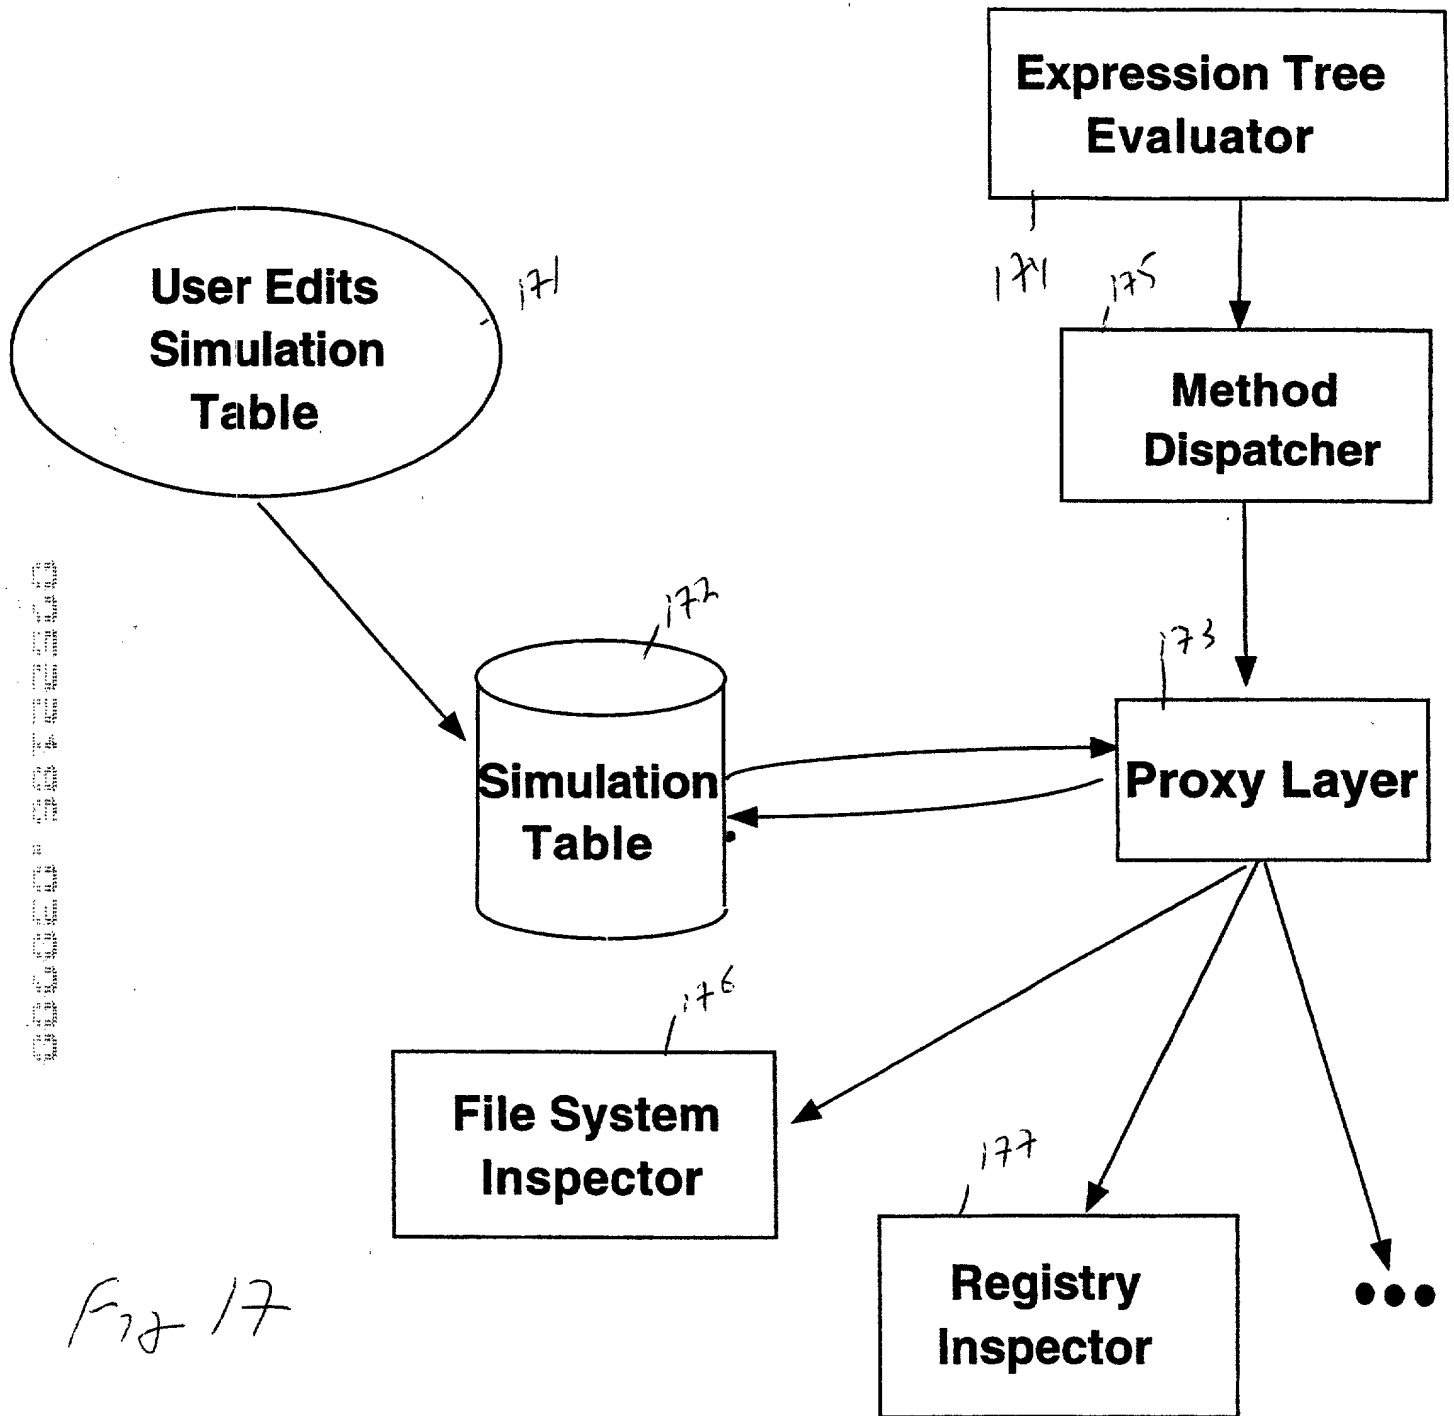 Expression Tree
Evaluator
174
User Edits
Simulation
Table
171
175
Method
Dispatcher
172
173
Simulation
Table
Proxy Layer
176
File System
Inspector
177
Registry
Inspector
•••
Fig 17